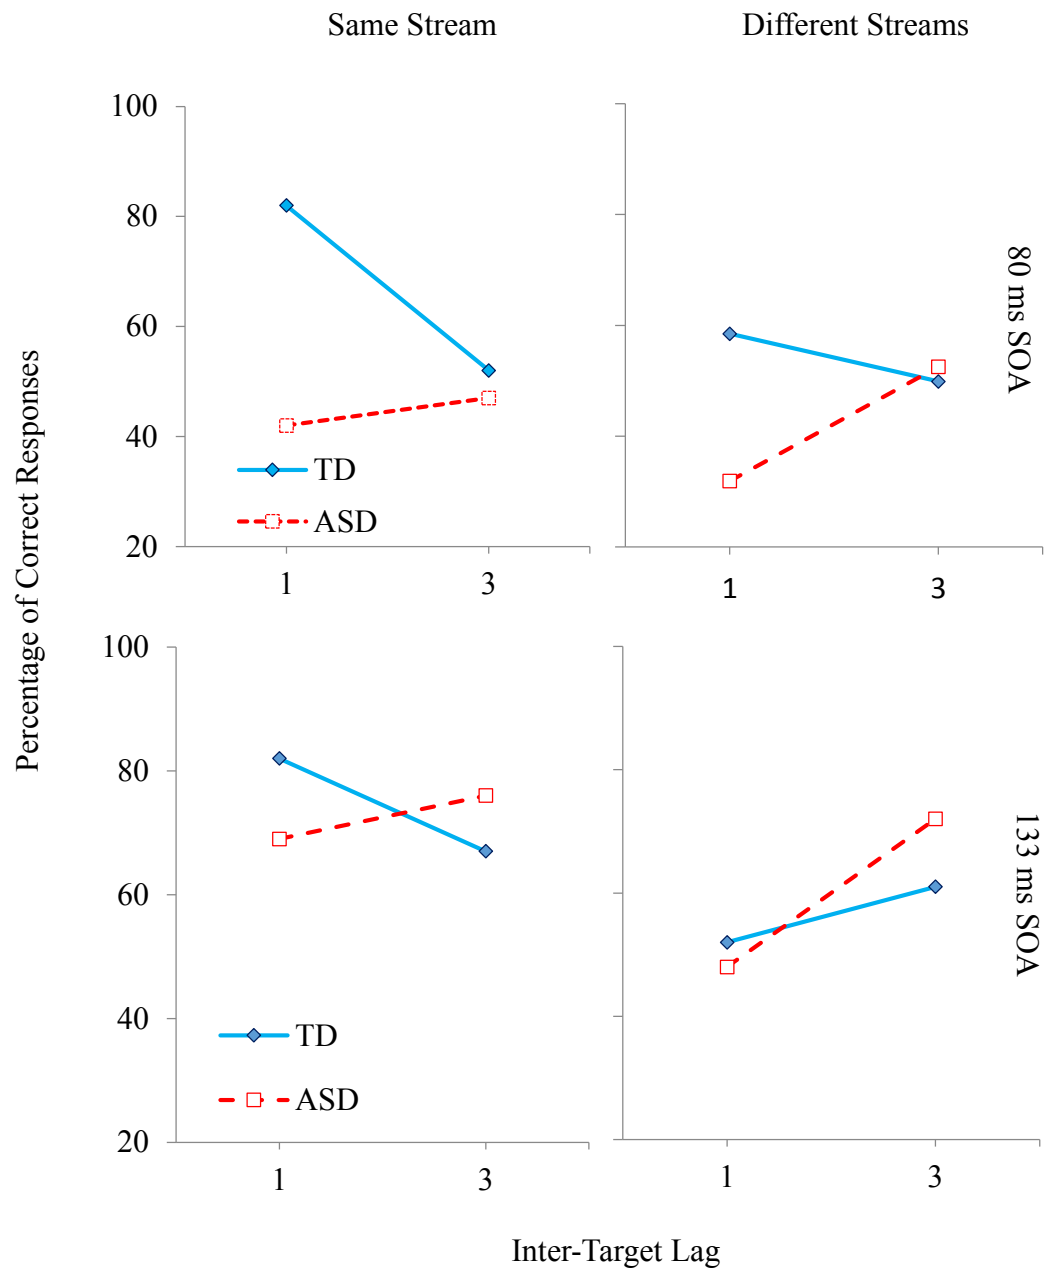 Same Stream
Different Streams
Percentage of Correct Responses
100
80
60
40
20
TD
ASD
1
3
1
3
80 ms SOA
100
80
60
40
20
TD
ASD
1
3
1
3
133 ms SOA
Inter-Target Lag